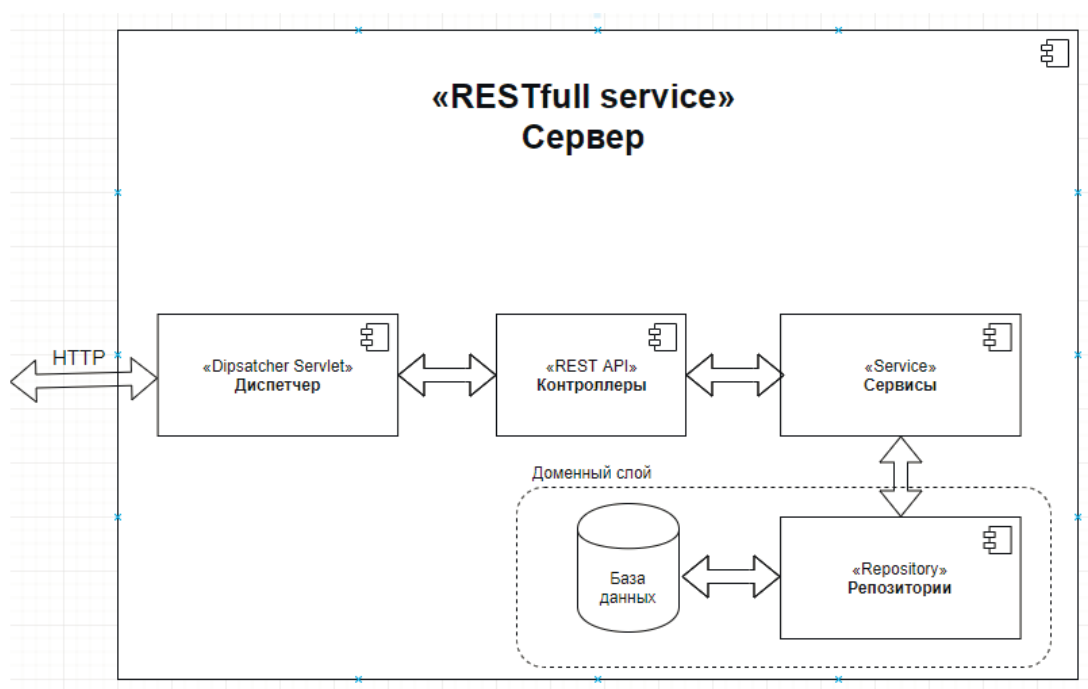 «RESTfull service»
Сервер
HTTP
«Dipsatcher Servlet»
Диспетчер
«REST API»
Контроллеры
«Service»
Сервисы
Доменный слой
База
данных
«Repository»
Репозитории